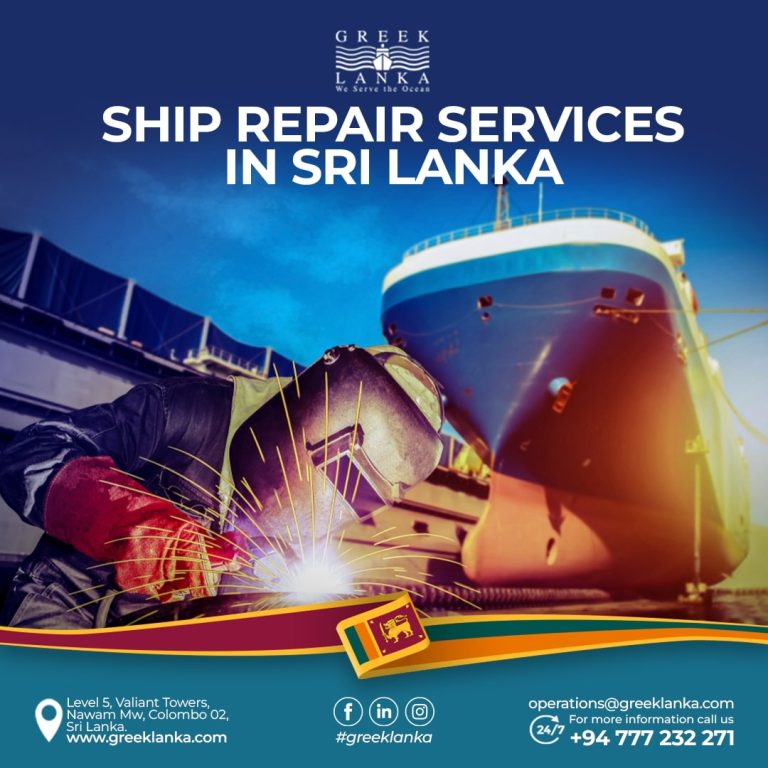 GREEK
LANKA
We Serve the Ocean
SHIP REPAIR SERVICES
IN SRI LANKA
Level 5, Valiant Towers,
Nawam Mw, Colombo 02,
Sri Lanka.
www.greeklanka.com
#greeklanka
operations@greeklanka.com
24/7
For more information call us
+94 777 232 271